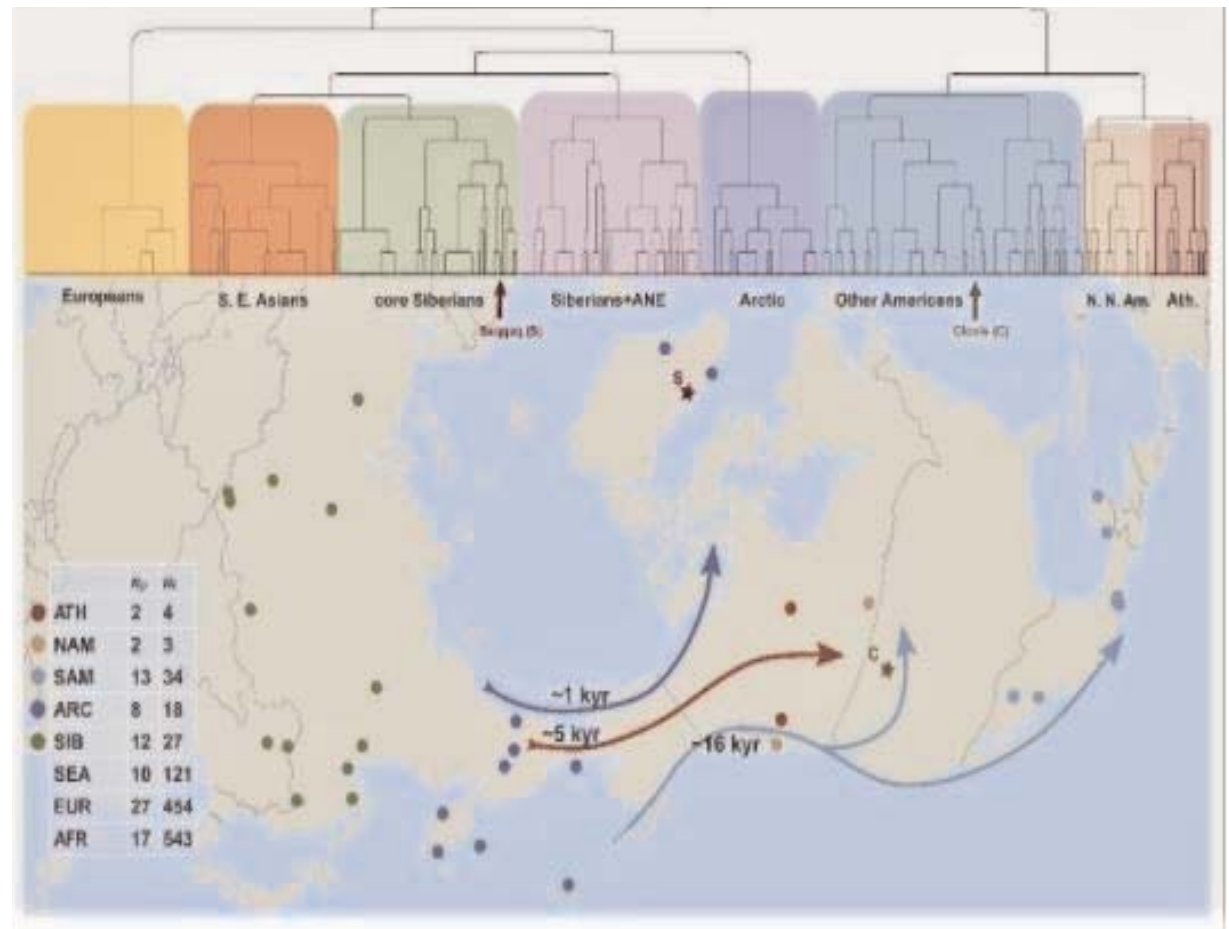 Europeans
S. E. Asians
core Siberians
Siberians+ANE
Arctic
Other Americans
N. N. Am.
Ath.
Saqqaq (S)
Clovis (C)
S
C
~1 kyr
~5 kyr
~16 kyr
ATH 2 4
NAM 2 3
SAM 13 34
ARC 8 18
SIB 12 27
SEA 10 121
EUR 27 454
AFR 17 543